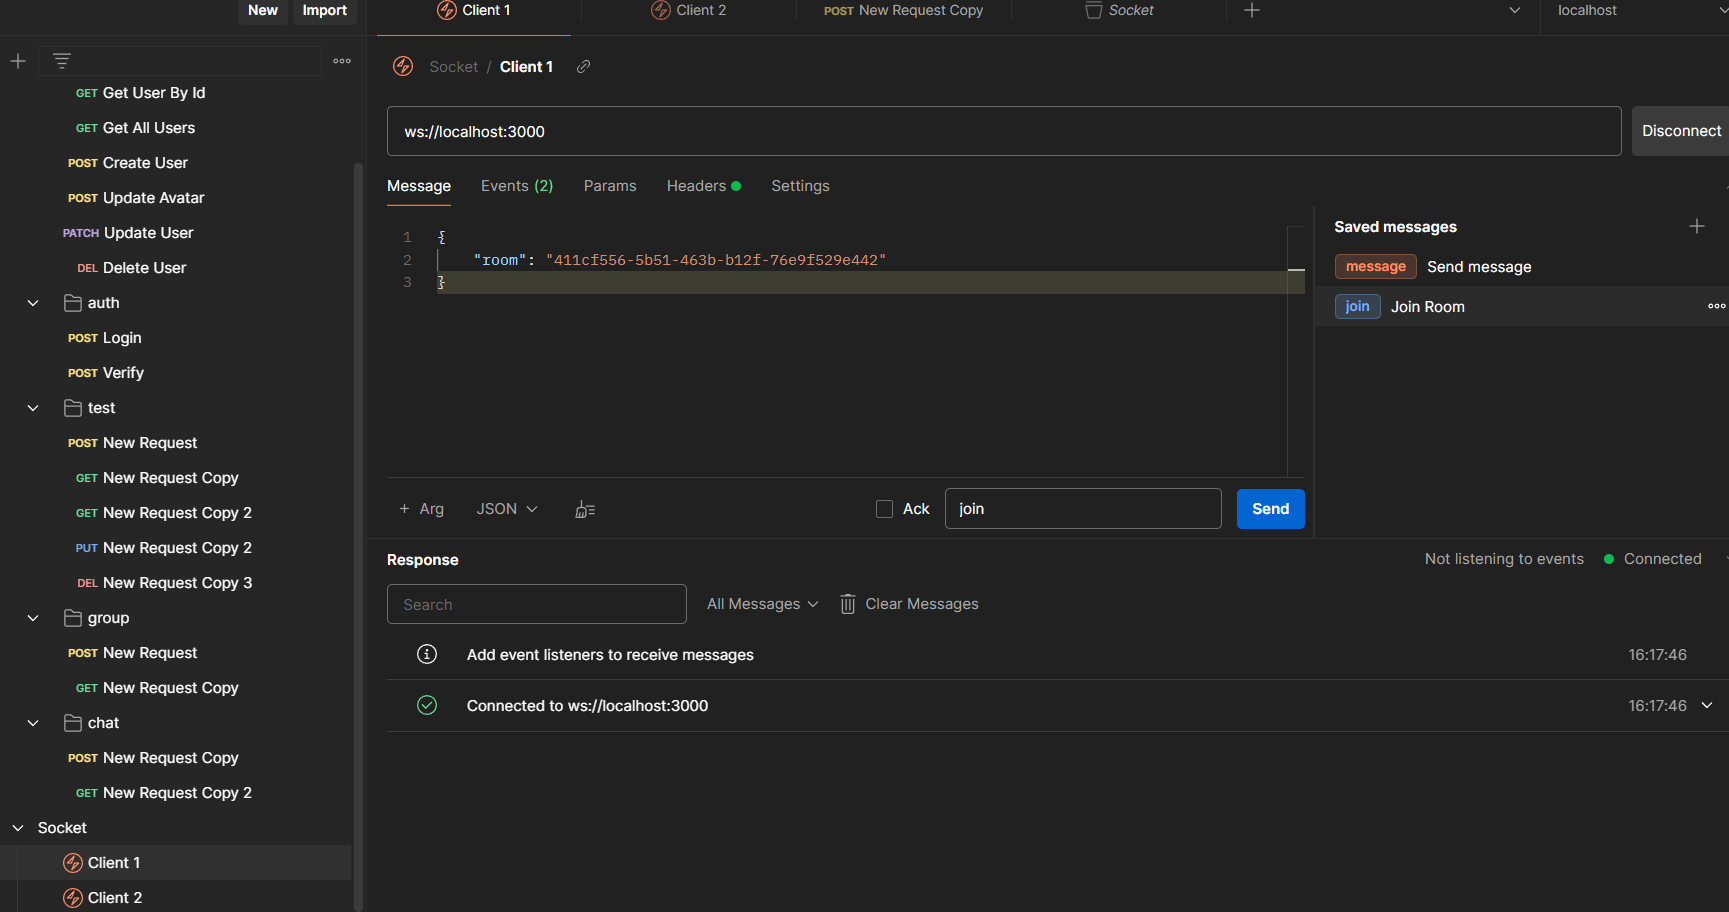 New Import
Client 1 Client 2 POST New Request Copy Socket localhost
Socket / Client 1
GET Get User By Id
GET Get All Users
POST Create User
POST Update Avatar
PATCH Update User
DEL Delete User
auth
POST Login
POST Verify
test
POST New Request
GET New Request Copy
GET New Request Copy 2
PUT New Request Copy 2
DEL New Request Copy 3
group
POST New Request
GET New Request Copy
chat
POST New Request Copy
GET New Request Copy 2
Socket
Client 1
Client 2
ws://localhost:3000 Disconnect
Message Events (2) Params Headers Settings
1 {
2 "room": "411cf556-5b51-463b-b12f-76e9f529e442"
3 }
Saved messages
message Send message
join Join Room
+ Arg JSON Ack join Send
Response Not listening to events Connected
Search All Messages Clear Messages
Add event listeners to receive messages 16:17:46
Connected to ws://localhost:3000 16:17:46